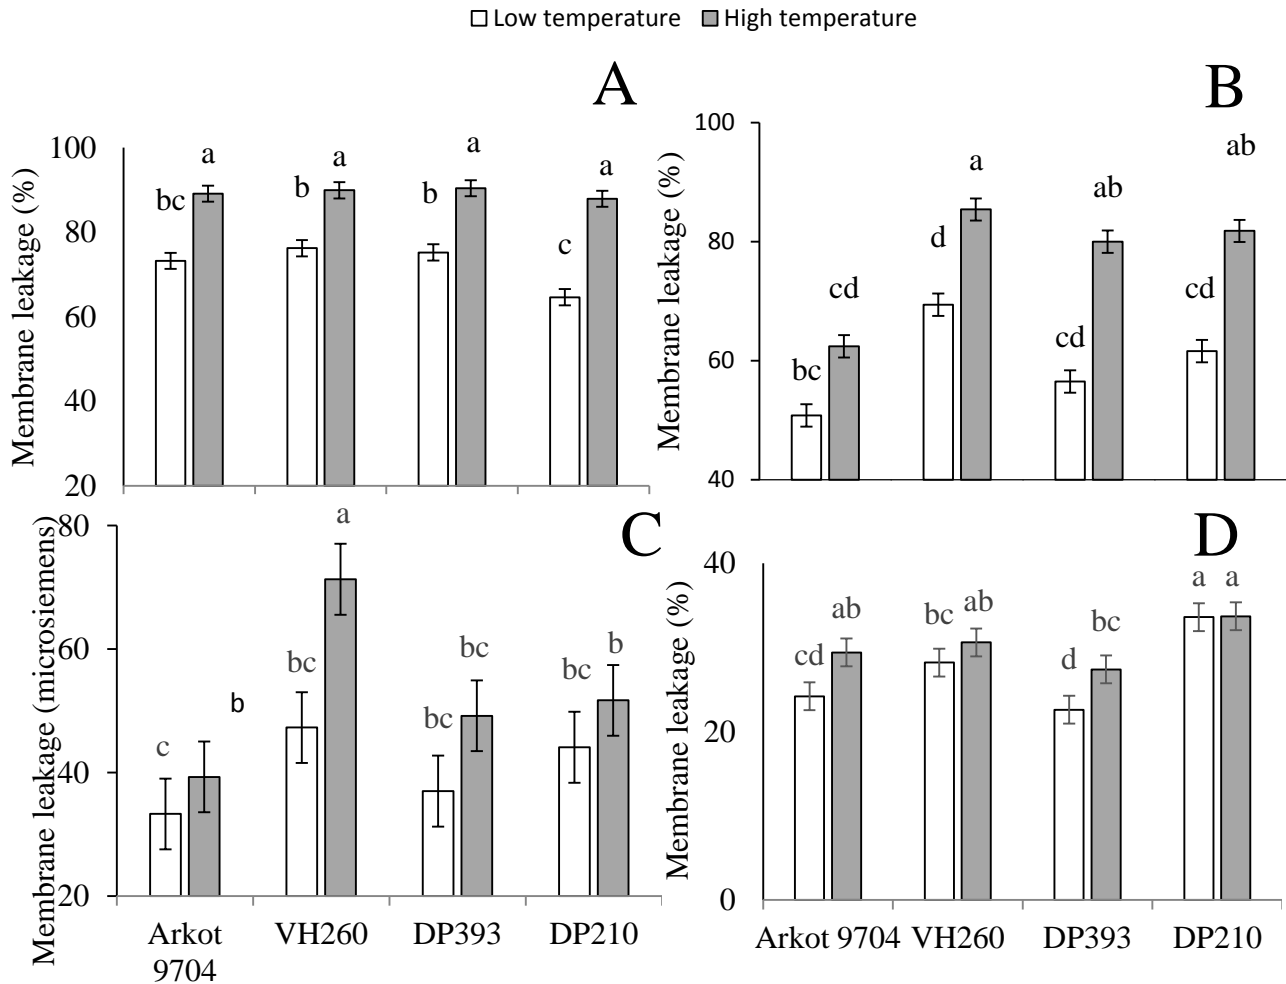 Low temperature High temperature
A
Membrane leakage (%)
100
80
60
40
20
bc a b a b a c a
B
Membrane leakage (%)
100
80
60
40
bc cd d a cd ab cd ab
C
Membrane leakage (microsiemens)
80
60
40
20
c b bc a bc bc bc b
Arkot 9704 VH260 DP393 DP210
D
Membrane leakage (%)
40
20
0
cd ab bc ab d bc a a
Arkot 9704 VH260 DP393 DP210